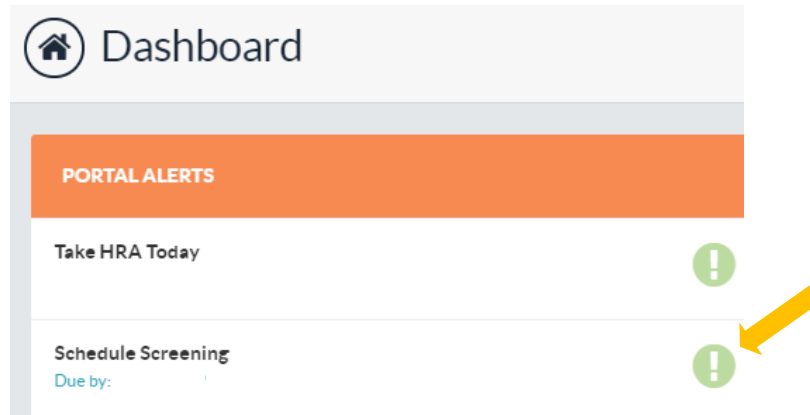 Dashboard
PORTAL ALERTS
Take HRA Today
Schedule Screening
Due by: